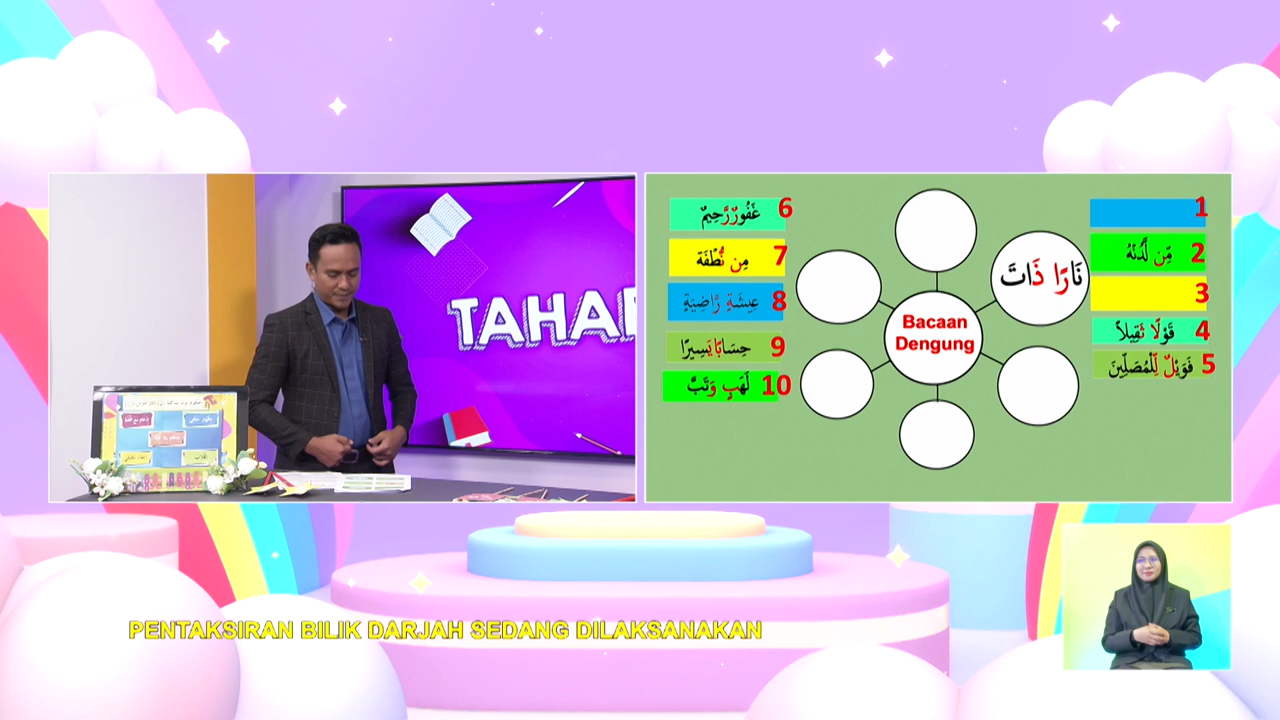 TAHA
6 غَفُورٌ رَّحِيمٌ
7 مِن نُّطْفَة
8 عِيشَةٍ رَّاضِيَةٍ
9 حِسَابًا يَسِيرًا
10 لَهَبٍ وَتَبَّ
نَارًا ذَاتَ
Bacaan
Dengung
1
2 مِّن لَّدُنْهُ
3
4 قَوْلًا ثَقِيلاً
5 فَوَيْلٌ لِّلْمُصَلِّينَ
PENTAKSIRAN BILIK DARJAH SEDANG DILAKSANAKAN